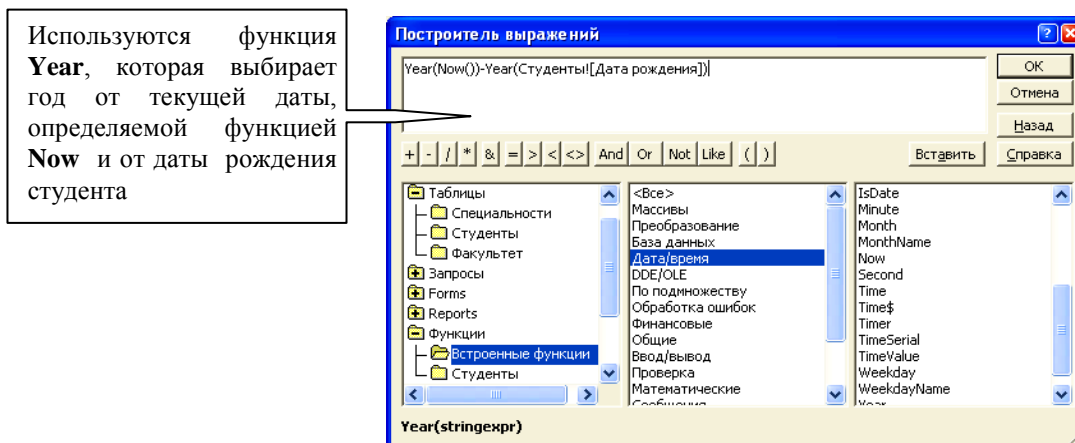 Используются функция
Year, которая выбирает
год от текущей даты,
определяемой функцией
Now и от даты рождения
студента
Построитель выражений
Year(Now())-Year(Студенты![Дата рождения])
ОК
Отмена
Назад
+ - / * & = > < <> And Or Not Like ( )
Вставить
Справка
Таблицы
Специальности
Студенты
Факультет
Запросы
Forms
Reports
Функции
Встроенные функции
Студенты
<Все>
Массивы
Преобразование
База данных
Дата/время
DDE/OLE
По подмножеству
Обработка ошибок
Финансовые
Общие
Ввод/вывод
Проверка
Математические
Сообщения
IsDate
Minute
Month
MonthName
Now
Second
Time
Time$
Timer
TimeSerial
TimeValue
Weekday
WeekdayName
Year
Year(stringexpr)